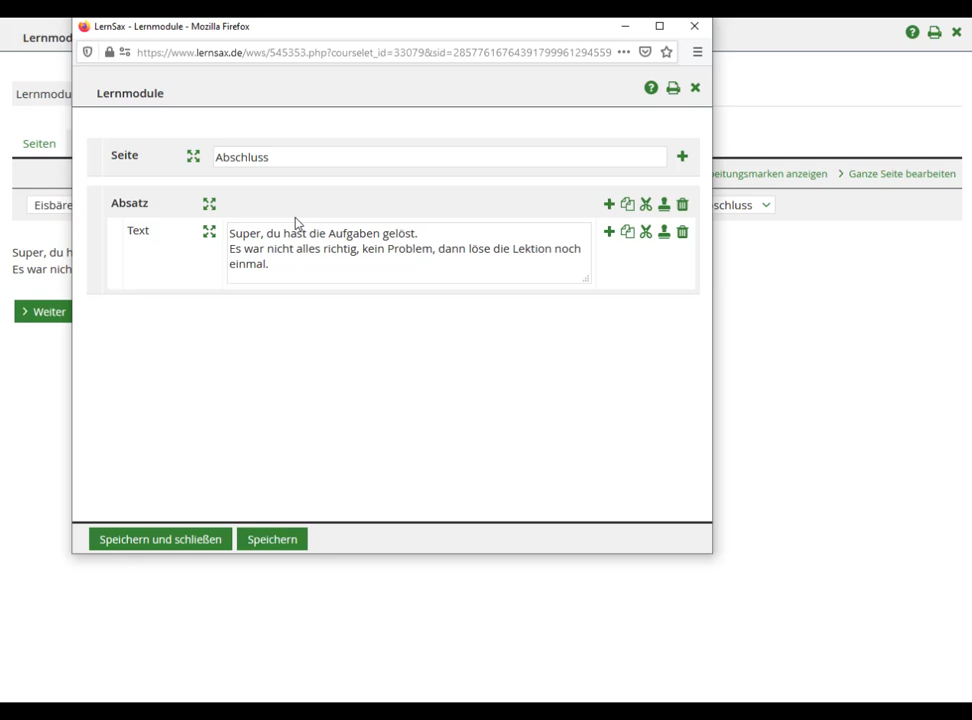 LernSax - Lernmodule - Mozilla Firefox
https://www.lernsax.de/wws/545353.php?courselet_id=33079&sid=28577616764391799961294559
Lernmod
Lernmodule
Lernmodu
Seiten
Seite
Abschluss
beitungsmarken anzeigen
Ganze Seite bearbeiten
Absatz
Eisbäre
schluss
Text
Super, du hast die Aufgaben gelöst.
Es war nicht alles richtig, kein Problem, dann löse die Lektion noch
einmal.
Super, du h
Es war nich
Weiter
Speichern und schließen
Speichern